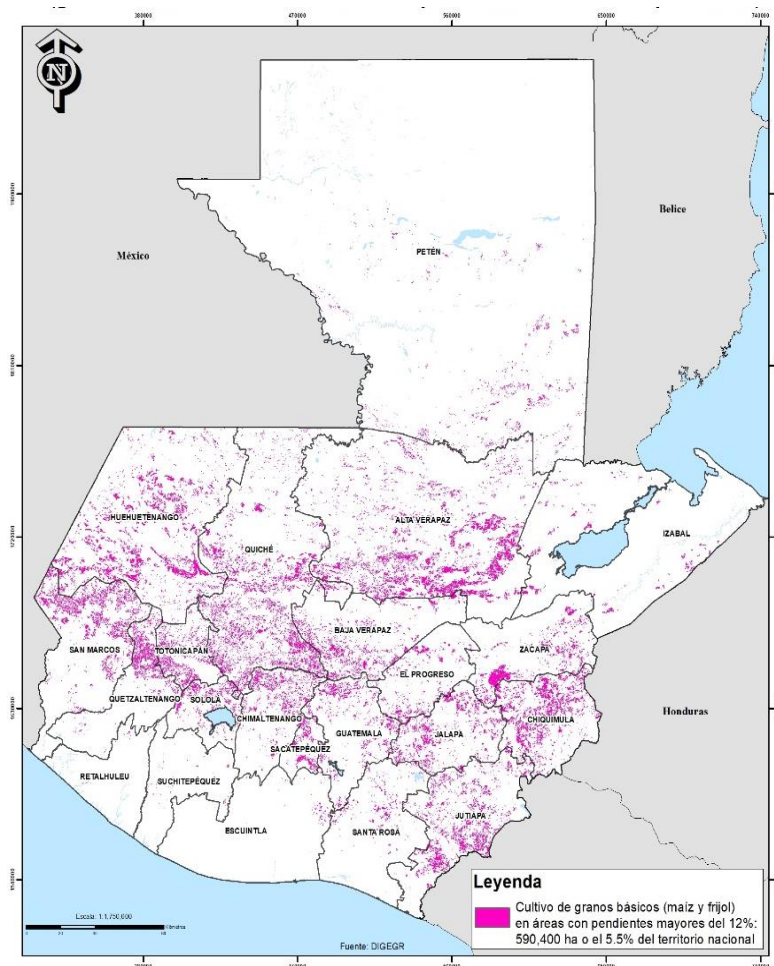 380000
470000
560000
650000
740000
N
Belice
México
PETÉN
HUEHUETENANGO
ALTA VERAPAZ
IZABAL
QUICHÉ
BAJA VERAPAZ
SAN MARCOS
TOTONICAPÁN
ZACAPA
EL PROGRESO
QUETZALTENANGO
SOLOLA
CHIMALTENANGO
Honduras
CHIQUIMULA
GUATEMALA
JALAPA
SACATEPÉQUEZ
RETALHULEU
SUCHITEPÉQUEZ
JUTIAPA
ESCUINTLA
SANTA ROSA
Leyenda
Cultivo de granos básicos (maíz y frijol)
en áreas con pendientes mayores del 12%:
590,400 ha o el 5.5% del territorio nacional
Escala: 1:1,750,000
Fuente: DIGEGR